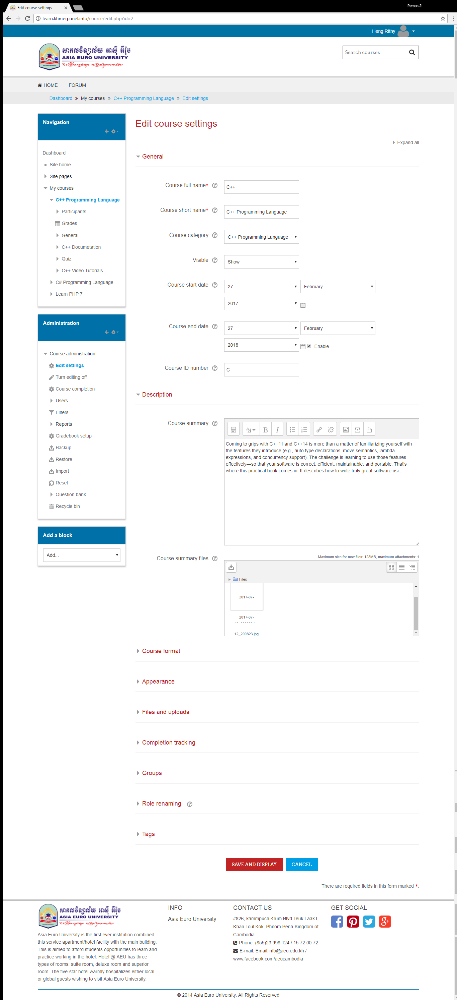 Edit course settings
Person 2
learn.khmerpanel.info/course/edit.php?id=2
Heng Rithy
សាកលវិទ្យាល័យ អាស៊ី អឺរ៉ុប
ASIA EURO UNIVERSITY
Search courses
HOME FORUM
Dashboard » My courses » C++ Programming Language » Edit settings
Navigation
Dashboard
Site home
Site pages
My courses
C++ Programming Language
Participants
Grades
General
C++ Documetation
Quiz
C++ Video Tutorials
C# Programming Language
Learn PHP 7
Administration
Course administration
Edit settings
Turn editing off
Course completion
Users
Filters
Reports
Gradebook setup
Backup
Restore
Import
Reset
Question bank
Recycle bin
Add a block
Add...
Edit course settings
Expand all
General
Course full name* C++
Course short name* C++ Programming Language
Course category C++ Programming Language
Visible Show
Course start date 27 February
2017
Course end date 27 February
2018 Enable
Course ID number C
Description
Course summary
Coming to grips with C++11 and C++14 is more than a matter of familiarizing yourself with
the features they introduce (e.g., auto type declarations, move semantics, lambda
expressions, and concurrency support). The challenge is learning to use those features
effectively—so that your software is correct, efficient, maintainable, and portable. That's
where this practical book comes in. It describes how to write truly great software usi...
Course summary files
Maximum size for new files: 128MB, maximum attachments: 1
Files
2017-07-
2017-07-
12_200823.jpg
Course format
Appearance
Files and uploads
Completion tracking
Groups
Role renaming
Tags
SAVE AND DISPLAY CANCEL
There are required fields in this form marked *.
សាកលវិទ្យាល័យ អាស៊ី អឺរ៉ុប
ASIA EURO UNIVERSITY
Asia Euro University is the first ever institution combined
this service apartment/hotel facility with the main building.
This is aimed to afford students opportunities to learn and
practice working in the hotel. Hotel @ AEU has three
types of rooms: suite room, deluxe room and superior
room. The five-star hotel warmly hospitalizes either local
or global guests wishing to visit Asia Euro University.
INFO
Asia Euro University
CONTACT US
#826, kammpuch Krum Blvd Teuk Laak I,
Khan Toul Kok, Phnom Penh-Kingdom of
Cambodia
Phone: (855)23 998 124 / 15 72 00 72
E-mail: Email:info@aeu.edu.kh /
www.facebook.com/aeucambodia
GET SOCIAL
© 2014 Asia Euro University, All Rights Reserved